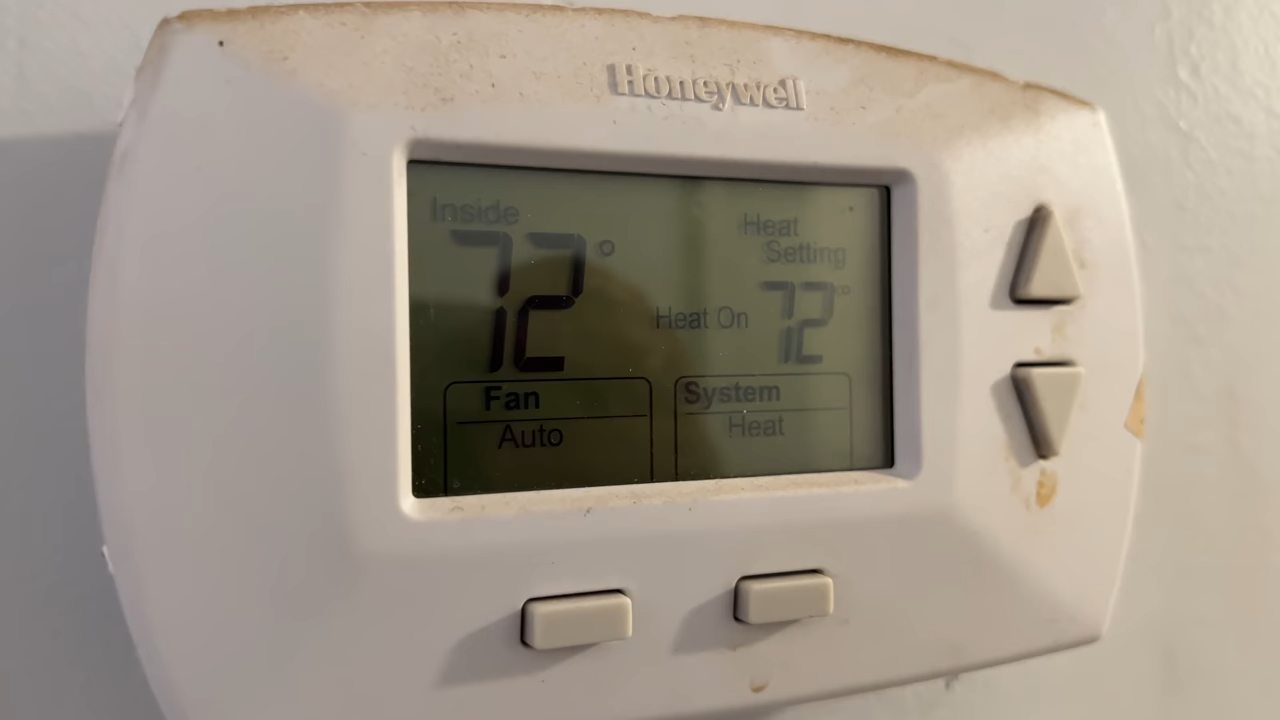 Honeywell
Inside
72°
Heat
Setting
Heat On
72°
Fan
Auto
System
Heat